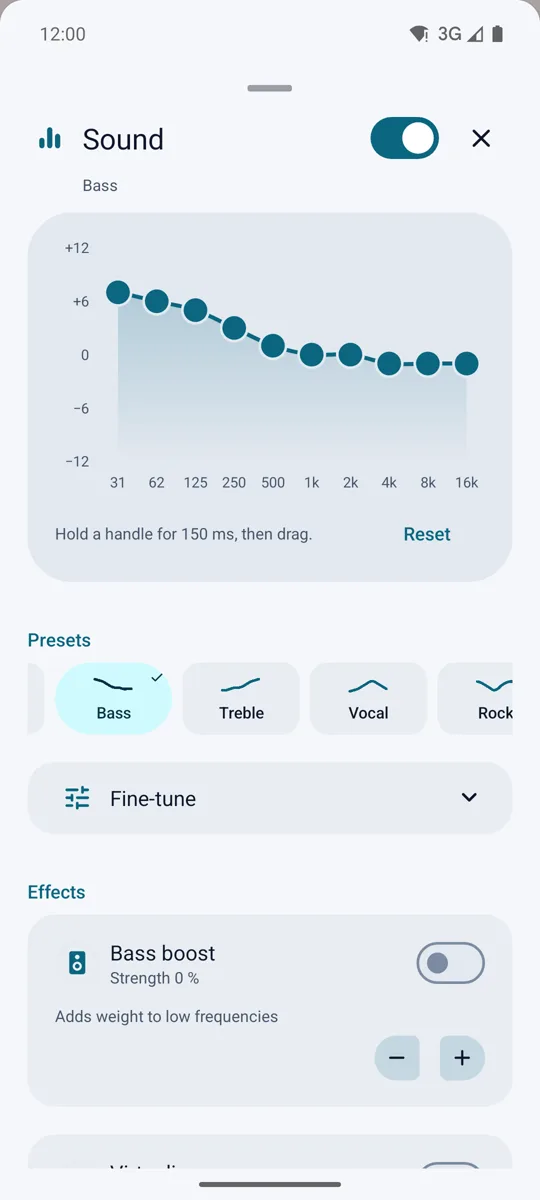 12:00
3G
Sound
Bass
+12
+6
0
−6
−12
31 62 125 250 500 1k 2k 4k 8k 16k
Hold a handle for 150 ms, then drag.
Reset
Presets
Bass
Treble
Vocal
Rock
Fine-tune
Effects
Bass boost
Strength 0 %
Adds weight to low frequencies